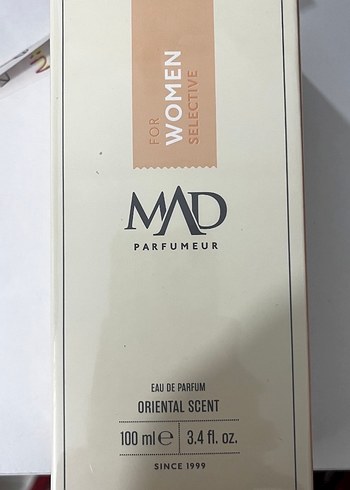 FOR
WOMEN
SELECTIVE
MAD
PARFUMEUR
EAU DE PARFUM
ORIENTAL SCENT
100 ml ℮ 3.4 fl. oz.
SINCE 1999